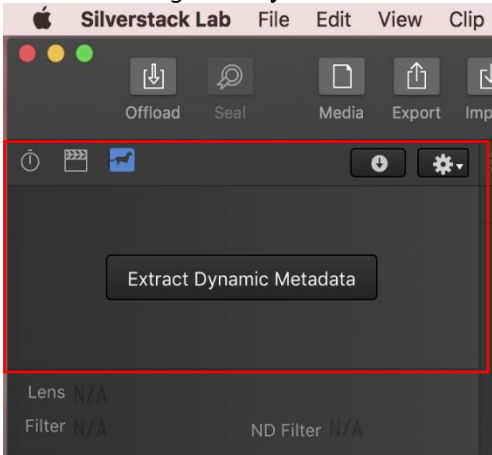 Silverstack Lab File Edit View Clip
Offload Seal Media Export Imp
Extract Dynamic Metadata
Lens N/A
Filter N/A ND Filter N/A